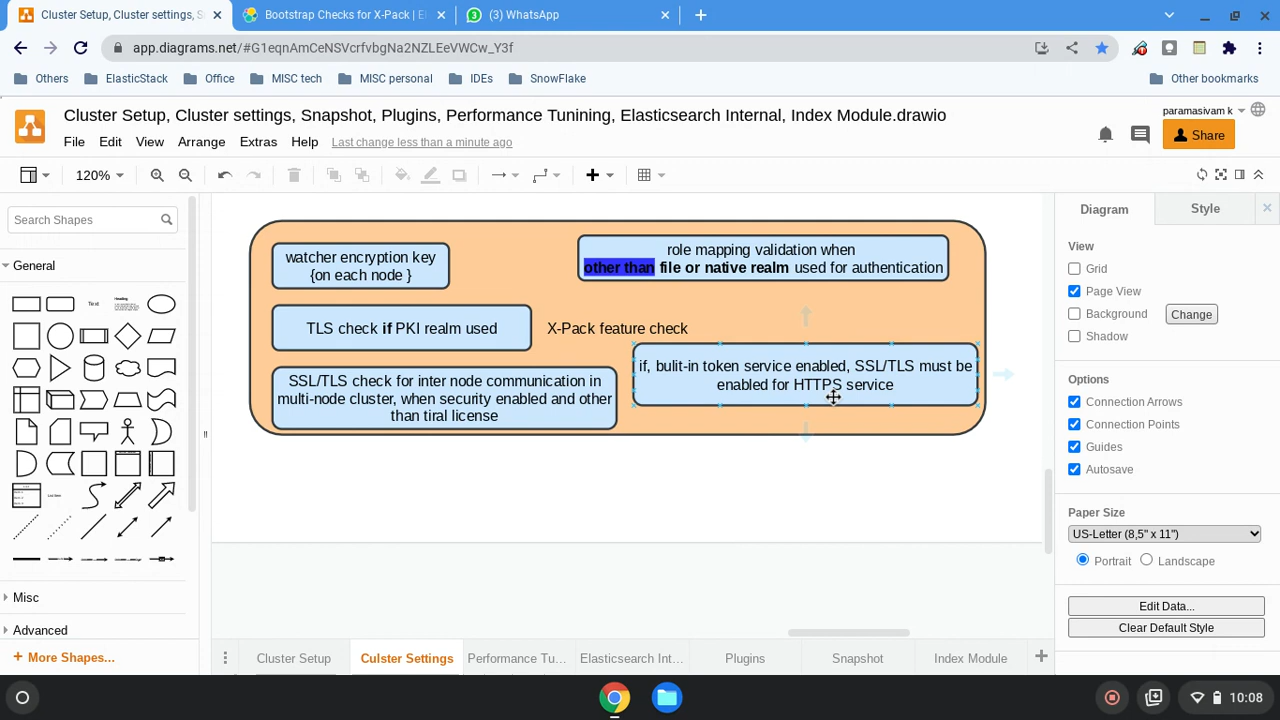 Cluster Setup, Cluster settings, S
Bootstrap Checks for X-Pack | El
(3) WhatsApp
app.diagrams.net/#G1eqnAmCeNSVcrfvbgNa2NZLEeVWCw_Y3f
Others
ElasticStack
Office
MISC tech
MISC personal
IDEs
SnowFlake
Other bookmarks
Cluster Setup, Cluster settings, Snapshot, Plugins, Performance Tunining, Elasticsearch Internal, Index Module.drawio
paramasivam k
File
Edit
View
Arrange
Extras
Help
Last change less than a minute ago
Share
120%
Search Shapes
General
Text
Heading
List Item
Misc
Advanced
More Shapes...
watcher encryption key
{on each node }
role mapping validation when
other than file or native realm used for authentication
TLS check if PKI realm used
X-Pack feature check
SSL/TLS check for inter node communication in
multi-node cluster, when security enabled and other
than tiral license
if, bulit-in token service enabled, SSL/TLS must be
enabled for HTTPS service
Diagram
Style
View
Grid
Page View
Background
Change
Shadow
Options
Connection Arrows
Connection Points
Guides
Autosave
Paper Size
US-Letter (8,5" x 11")
Portrait
Landscape
Edit Data...
Clear Default Style
Cluster Setup
Culster Settings
Performance Tu...
Elasticsearch Int...
Plugins
Snapshot
Index Module
10:08